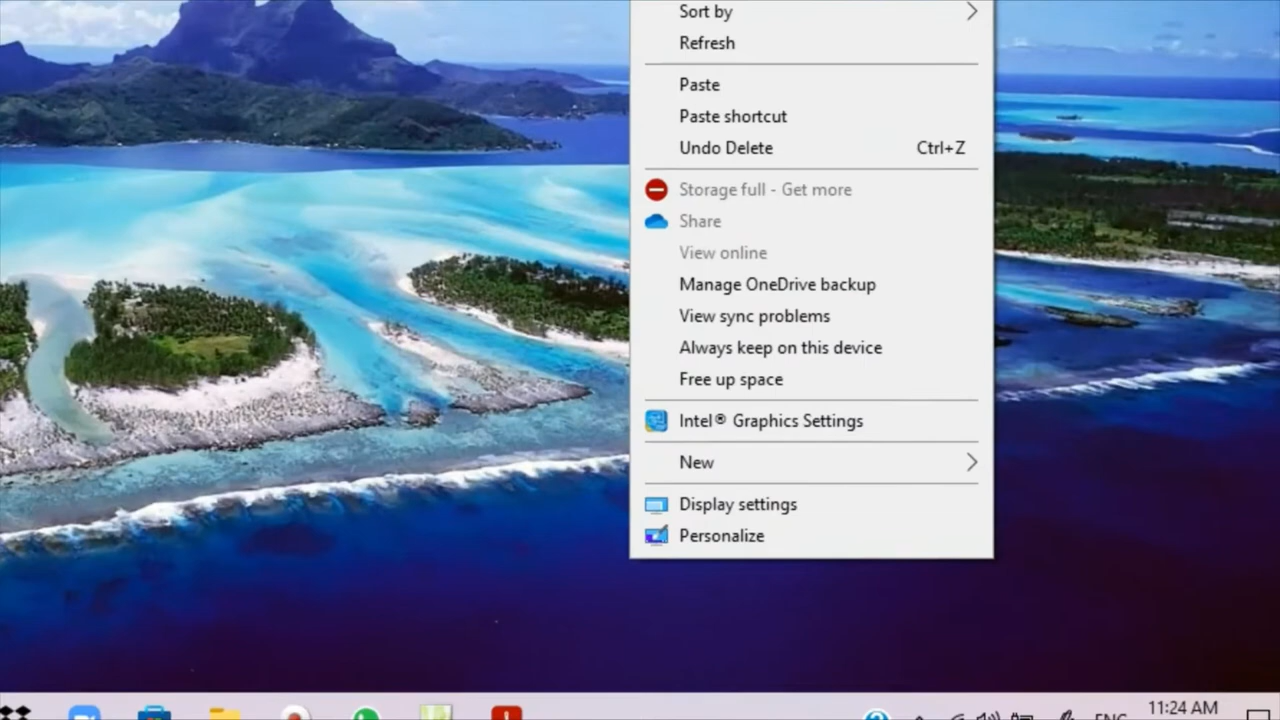 Sort by
Refresh
Paste
Paste shortcut
Undo Delete Ctrl+Z
Storage full - Get more
Share
View online
Manage OneDrive backup
View sync problems
Always keep on this device
Free up space
Intel® Graphics Settings
New
Display settings
Personalize
11:24 AM
ENG